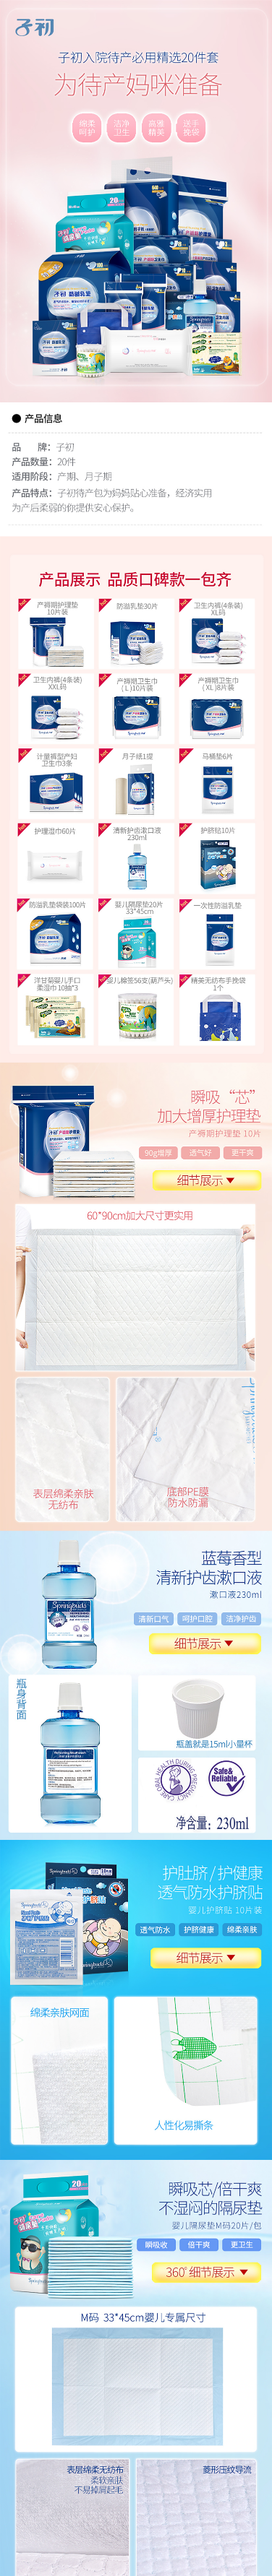 子初
子初入院待产必用精选20件套
为待产妈咪准备
绵柔
呵护
洁净
卫生
高雅
精美
送手
挽袋
产品信息
品 牌：子初
产品数量：20件
适用阶段：产期、月子期
产品特点：子初待产包为妈妈贴心准备，经济实用
为产后柔弱的你提供安心保护。
产品展示 品质口碑款一包齐
产褥期护理垫
10片装
防溢乳垫30片
卫生内裤(4条装)
XL码
卫生内裤(4条装)
XXL码
产褥期卫生巾
( L )10片装
产褥期卫生巾
( XL )8片装
计量裤型产妇
卫生巾3条
月子纸1提
马桶垫6片
护理湿巾60片
清新护齿漱口液
230ml
护脐贴10片
防溢乳垫袋装100片
婴儿隔尿垫20片
33*45cm
一次性防溢乳垫
洋甘菊婴儿手口
柔湿巾 10抽*3
婴儿棉签56支(葫芦头)
精美无纺布手挽袋
1个
瞬吸“芯”
加大增厚护理垫
产褥期护理垫 10片
90g增厚
透气好
更干爽
细节展示
60*90cm加大尺寸更实用
表层绵柔亲肤
无纺布
底部PE膜
防水防漏
蓝莓香型
清新护齿漱口液
漱口液230ml
清新口气
呵护口腔
洁净护齿
细节展示
Springbuds
瓶身背面
瓶盖就是15ml小量杯
CARE ORAL HEALTH DURING PREGNANCY
Safe&
Reliable
净含量：230ml
护肚脐 / 护健康
透气防水护脐贴
婴儿护脐贴 10片装
透气防水
护脐健康
绵柔亲肤
细节展示
绵柔亲肤网面
人性化易撕条
瞬吸芯/倍干爽
不湿闷的隔尿垫
婴儿隔尿垫M码20片/包
瞬吸收
倍干爽
更卫生
360°细节展示
M码 33*45cm婴儿专属尺寸
表层绵柔无纺布
柔软亲肤
不易掉屑起毛
菱形压纹导流